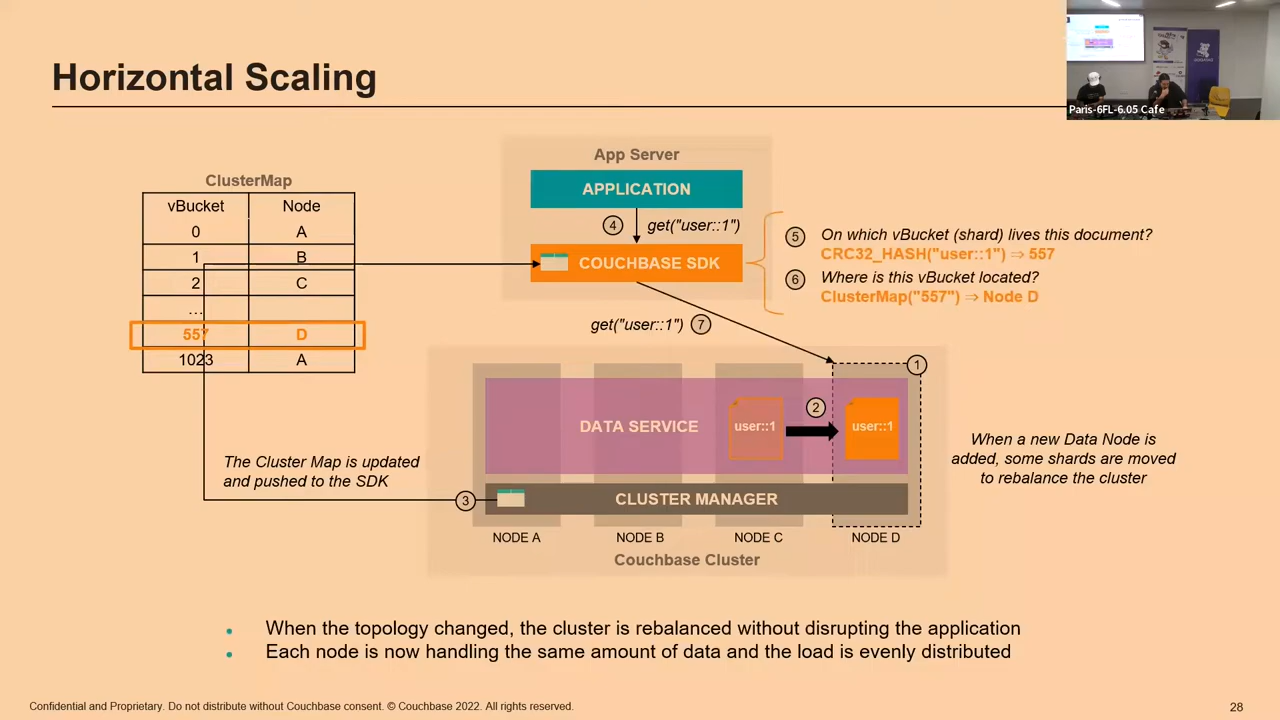 Horizontal Scaling
Paris-6FL-6.05 Cafe
ClusterMap
vBucket Node
0 A
1 B
2 C
...
557 D
1023 A
App Server
APPLICATION
4 get("user::1")
COUCHBASE SDK
5 On which vBucket (shard) lives this document?
CRC32_HASH("user::1") ⇒ 557
6 Where is this vBucket located?
ClusterMap("557") ⇒ Node D
get("user::1") 7
1
2
DATA SERVICE
user::1
user::1
When a new Data Node is
added, some shards are moved
to rebalance the cluster
The Cluster Map is updated
and pushed to the SDK
3
CLUSTER MANAGER
NODE A NODE B NODE C NODE D
Couchbase Cluster
• When the topology changed, the cluster is rebalanced without disrupting the application
• Each node is now handling the same amount of data and the load is evenly distributed
Confidential and Proprietary. Do not distribute without Couchbase consent. © Couchbase 2022. All rights reserved.
28